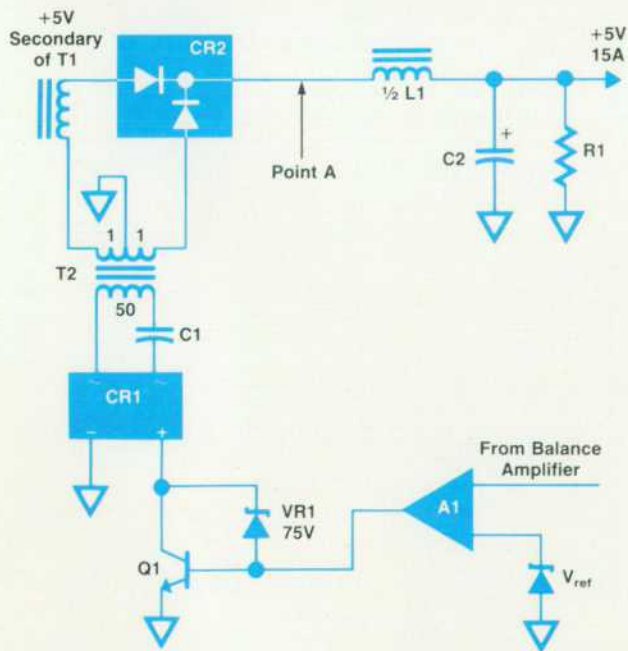 +5V
Secondary
of T1
CR2
+5V
15A
½ L1
Point A
+
C2
R1
1 1
T2
50
C1
~ ~
CR1
− +
From Balance
Amplifier
VR1
75V
A1
Q1
Vref